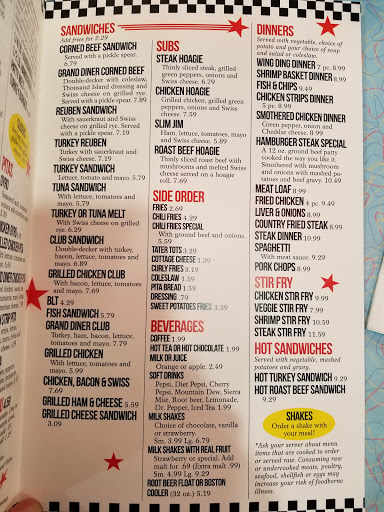 SANDWICHES
Add fries for 2.29
CORNED BEEF SANDWICH
Served with a pickle spear.
6.79
GRAND DINER CORNED BEEF
Double-decker with coleslaw,
Thousand Island dressing and
Swiss cheese on grilled rye.
Served with a pickle spear. 7.89
REUBEN SANDWICH
With sauerkraut and Swiss
cheese on grilled rye. Served
with a pickle spear. 7.19
TURKEY REUBEN
Turkey with sauerkraut and
Swiss cheese. 7.19
TURKEY SANDWICH
Lettuce, tomato and mayo. 5.79
TUNA SANDWICH
With lettuce, tomatoes and
mayo. 5.79
TURKEY OR TUNA MELT
With Swiss cheese on grilled
rye. 6.29
CLUB SANDWICH
Double-decker with turkey,
bacon, lettuce, tomatoes and
mayo. 6.89
GRILLED CHICKEN CLUB
With bacon, lettuce, tomatoes
and mayo. 7.69
BLT 4.29
FISH SANDWICH 5.79
GRAND DINER CLUB
Turkey, ham, bacon, lettuce,
tomatoes and mayo. 7.79
GRILLED CHICKEN
With lettuce, tomatoes and
mayo. 6.69
CHICKEN, BACON & SWISS
7.69
GRILLED HAM & CHEESE 5.59
GRILLED CHEESE SANDWICH
3.09
SUBS
STEAK HOAGIE
Thinly sliced steak, grilled
green peppers, onions and
Swiss cheese. 6.79
CHICKEN HOAGIE
Grilled chicken, grilled green
peppers, onions and Swiss
cheese. 7.19
SLIM JIM
Ham, lettuce, tomatoes, mayo
and Swiss cheese. 5.89
ROAST BEEF HOAGIE
Thinly sliced roast beef with
mushrooms and melted Swiss
cheese served on a hoagie
roll. 7.69
SIDE ORDER
FRIES 2.69
CHILI FRIES 4.29
CHILI FRIES SPECIAL
With ground beef and onions.
5.59
TATER TOTS 3.29
COTTAGE CHEESE 1.39
CURLY FRIES 3.19
COLESLAW 1.59
PITA BREAD 1.59
DRESSING .79
SWEET POTATOES FRIES 3.39
BEVERAGES
COFFEE 1.99
HOT TEA OR HOT CHOCOLATE 1.99
MILK OR JUICE
Orange or apple. 2.49
SOFT DRINKS
Pepsi, Diet Pepsi, Cherry
Pepsi, Mountain Dew, Sierra
Mist, Root beer, Lemonade,
Dr. Pepper, Iced Tea 1.99
MILK SHAKES
Choice of chocolate, vanilla
or strawberry.
Sm. 3.99 Lg. 6.79
MILK SHAKES WITH REAL FRUIT
Strawberry or special. Add
malt for .69 (Extra malt .99)
Sm. 4.99 Lg. 9.29
ROOT BEER FLOAT OR BOSTON
COOLER (32 oz.) 5.19
DINNERS
Served with vegetable, choice of
potato and your choice of soup
and salad or coleslaw.
WING DING DINNER 7 pc. 8.99
SHRIMP BASKET DINNER 8.99
FISH & CHIPS 9.49
CHICKEN STRIPS DINNER
5 pc. 8.99
SMOTHERED CHICKEN DINNER
Green pepper, onion and
Cheddar cheese. 8.99
HAMBURGER STEAK SPECIAL
A 12 oz. ground beef patty
cooked the way you like it.
Smothered with mushroom
and onions with mashed po-
tatoes and beef gravy. 10.49
MEAT LOAF 8.99
FRIED CHICKEN 4 pc. 9.49
LIVER & ONIONS 8.99
COUNTRY FRIED STEAK 8.99
STEAK DINNER 10.99
SPAGHETTI
With meat sauce. 9.29
PORK CHOPS 8.99
STIR FRY
CHICKEN STIR FRY 9.99
VEGGIE STIR FRY 7.99
SHRIMP STIR FRY 10.59
STEAK STIR FRY 11.59
HOT SANDWICHES
Served with vegetable, mashed
potatoes and gravy.
HOT TURKEY SANDWICH 9.29
HOT ROAST BEEF SANDWICH
9.29
SHAKES
Order a shake with
your meal!
*Ask your server about menu
items that are cooked to order
or served raw. Consuming raw
or undercooked meats, poultry,
seafood, shellfish or eggs may
increase your risk of foodborne
illness.